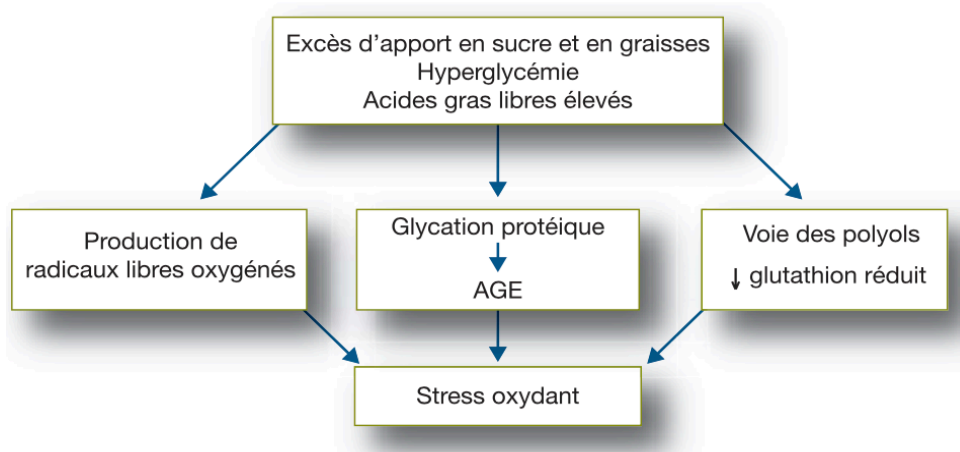 Excès d'apport en sucre et en graisses
Hyperglycémie
Acides gras libres élevés
Production de
radicaux libres oxygénés
Glycation protéique
AGE
Voie des polyols
↓ glutathion réduit
Stress oxydant